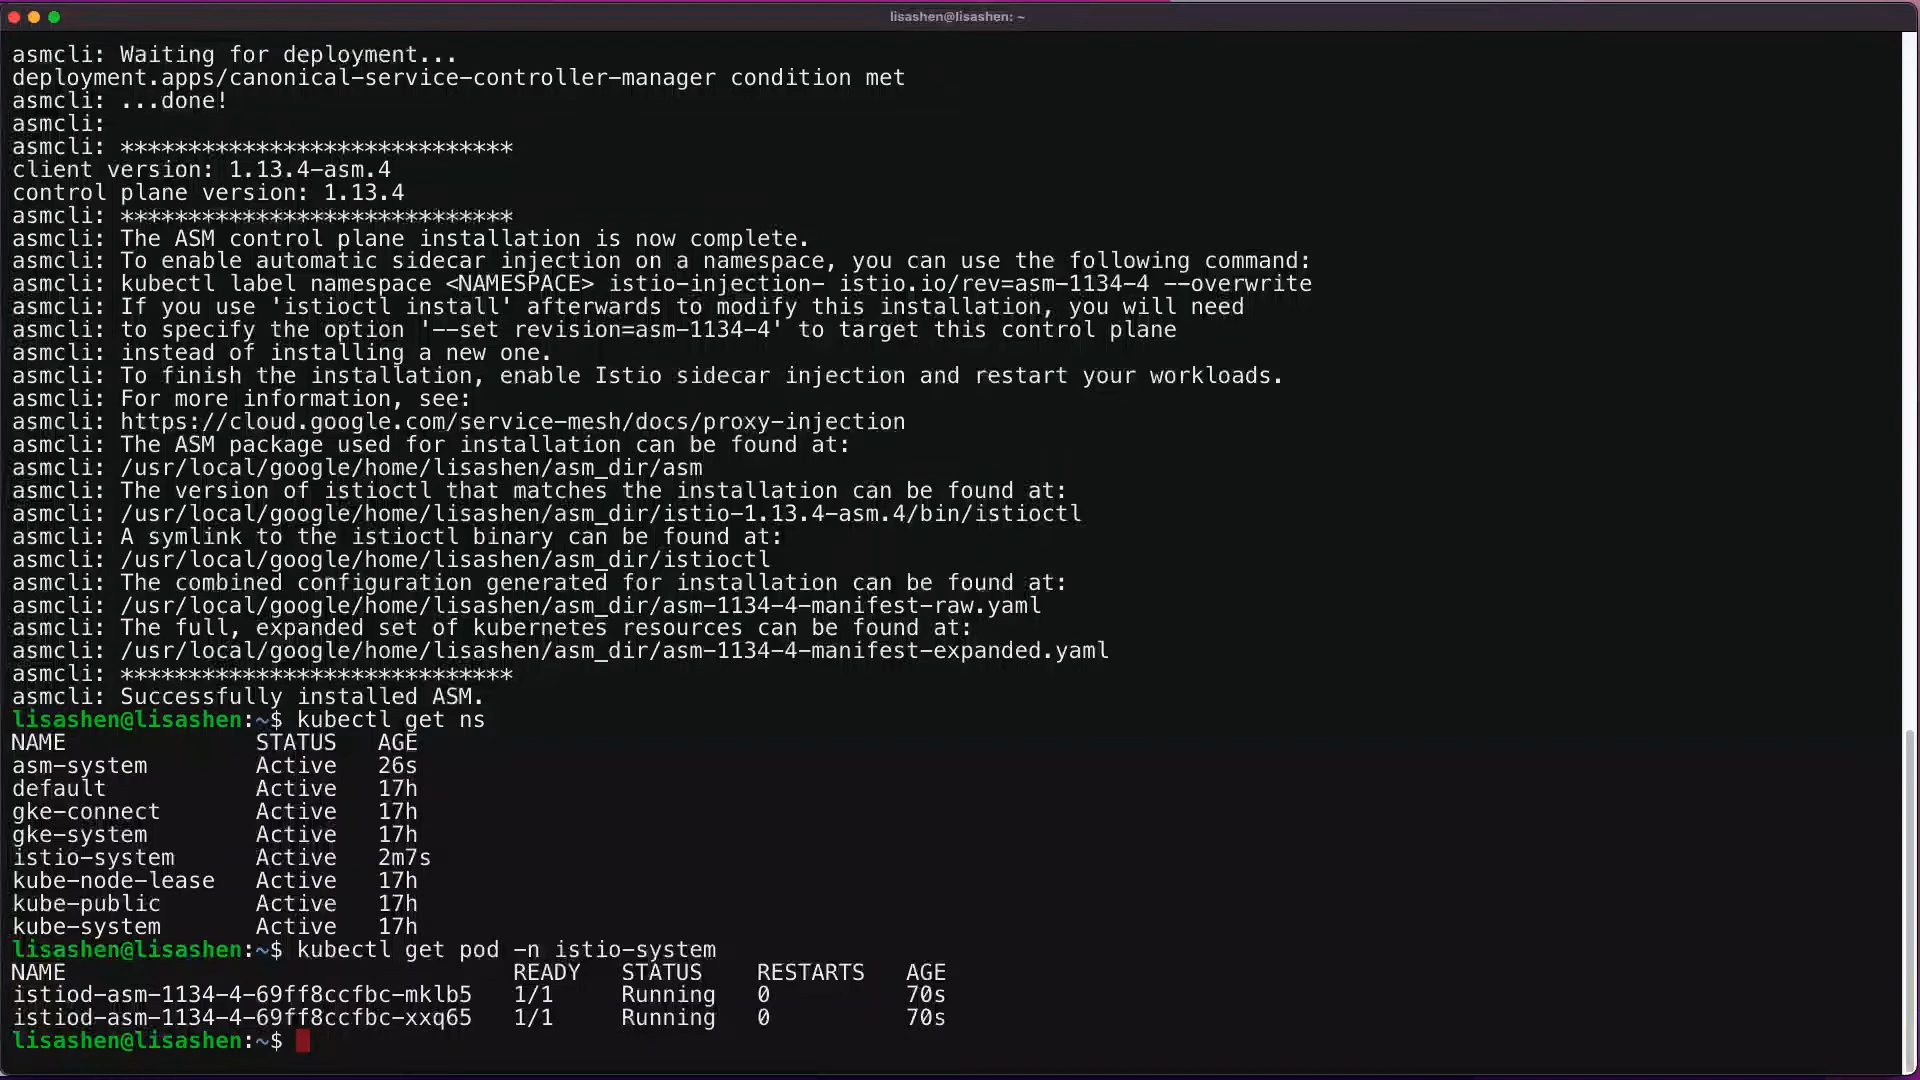 lisashen@lisashen: ~
asmcli: Waiting for deployment...
deployment.apps/canonical-service-controller-manager condition met
asmcli: ...done!
asmcli:
asmcli: *****************************
client version: 1.13.4-asm.4
control plane version: 1.13.4
asmcli: *****************************
asmcli: The ASM control plane installation is now complete.
asmcli: To enable automatic sidecar injection on a namespace, you can use the following command:
asmcli: kubectl label namespace <NAMESPACE> istio-injection- istio.io/rev=asm-1134-4 --overwrite
asmcli: If you use 'istioctl install' afterwards to modify this installation, you will need
asmcli: to specify the option '--set revision=asm-1134-4' to target this control plane
asmcli: instead of installing a new one.
asmcli: To finish the installation, enable Istio sidecar injection and restart your workloads.
asmcli: For more information, see:
asmcli: https://cloud.google.com/service-mesh/docs/proxy-injection
asmcli: The ASM package used for installation can be found at:
asmcli: /usr/local/google/home/lisashen/asm_dir/asm
asmcli: The version of istioctl that matches the installation can be found at:
asmcli: /usr/local/google/home/lisashen/asm_dir/istio-1.13.4-asm.4/bin/istioctl
asmcli: A symlink to the istioctl binary can be found at:
asmcli: /usr/local/google/home/lisashen/asm_dir/istioctl
asmcli: The combined configuration generated for installation can be found at:
asmcli: /usr/local/google/home/lisashen/asm_dir/asm-1134-4-manifest-raw.yaml
asmcli: The full, expanded set of kubernetes resources can be found at:
asmcli: /usr/local/google/home/lisashen/asm_dir/asm-1134-4-manifest-expanded.yaml
asmcli: *****************************
asmcli: Successfully installed ASM.
lisashen@lisashen:~$ kubectl get ns
NAME STATUS AGE
asm-system Active 26s
default Active 17h
gke-connect Active 17h
gke-system Active 17h
istio-system Active 2m7s
kube-node-lease Active 17h
kube-public Active 17h
kube-system Active 17h
lisashen@lisashen:~$ kubectl get pod -n istio-system
NAME READY STATUS RESTARTS AGE
istiod-asm-1134-4-69ff8ccfbc-mklb5 1/1 Running 0 70s
istiod-asm-1134-4-69ff8ccfbc-xxq65 1/1 Running 0 70s
lisashen@lisashen:~$